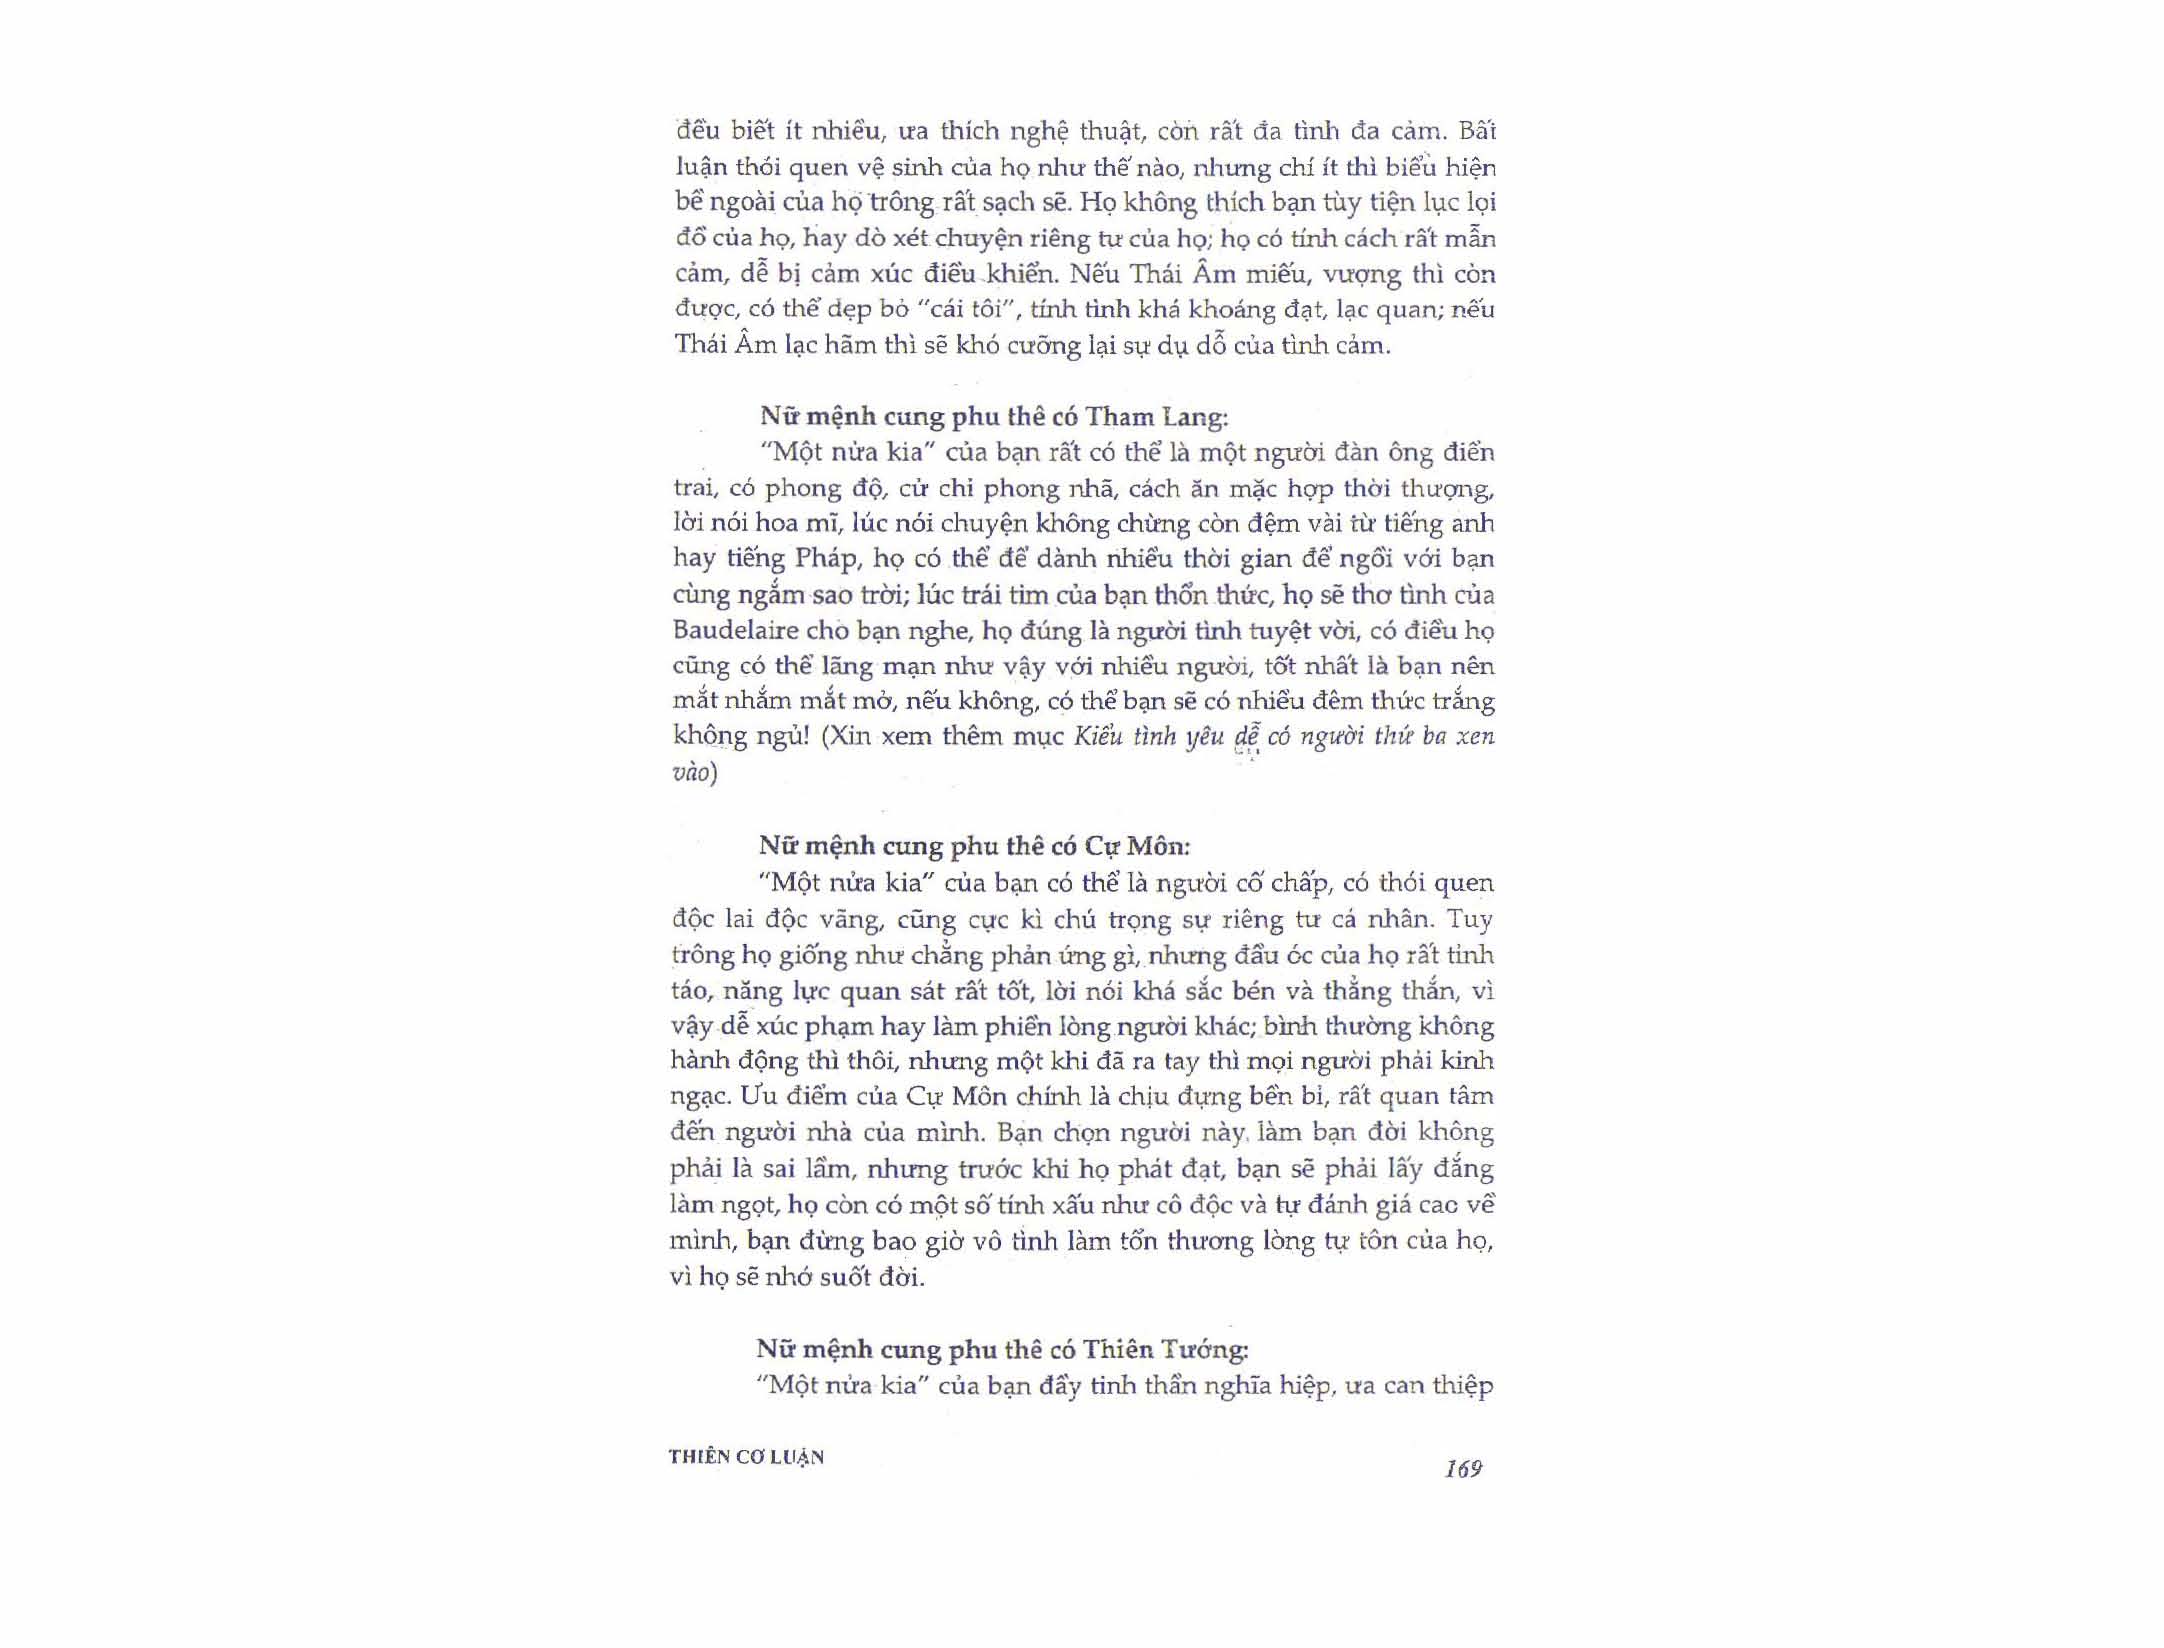 đều biết ít nhiều, ưa thích nghệ thuật, còn rất đa tình đa cảm. Bất
luận thói quen vệ sinh của họ như thế nào, nhưng chí ít thì biểu hiện
bề ngoài của họ trông rất sạch sẽ. Họ không thích bạn tùy tiện lục lọi
đồ của họ, hay dò xét chuyện riêng tư của họ; họ có tính cách rất mẫn
cảm, dễ bị cảm xúc điều khiển. Nếu Thái Âm miếu, vượng thì còn
được, có thể dẹp bỏ "cái tôi", tính tình khá khoáng đạt, lạc quan; nếu
Thái Âm lạc hãm thì sẽ khó cưỡng lại sự dụ dỗ của tình cảm.
Nữ mệnh cung phu thê có Tham Lang:
"Một nửa kia" của bạn rất có thể là một người đàn ông điển
trai, có phong độ, cử chỉ phong nhã, cách ăn mặc hợp thời thượng,
lời nói hoa mĩ, lúc nói chuyện không chừng còn đệm vài từ tiếng anh
hay tiếng Pháp, họ có thể để dành nhiều thời gian để ngồi với bạn
cùng ngắm sao trời; lúc trái tim của bạn thổn thức, họ sẽ thơ tình của
Baudelaire cho bạn nghe, họ đúng là người tình tuyệt vời, có điều họ
cũng có thể lãng mạn như vậy với nhiều người, tốt nhất là bạn nên
mắt nhắm mắt mở, nếu không, có thể bạn sẽ có nhiều đêm thức trắng
không ngủ! (Xin xem thêm mục Kiểu tình yêu dễ có người thứ ba xen
vào)
Nữ mệnh cung phu thê có Cự Môn:
"Một nửa kia" của bạn có thể là người cố chấp, có thói quen
độc lai độc vãng, cũng cực kì chú trọng sự riêng tư cá nhân. Tuy
trông họ giống như chẳng phản ứng gì, nhưng đầu óc của họ rất tỉnh
táo, năng lực quan sát rất tốt, lời nói khá sắc bén và thẳng thắn, vì
vậy dễ xúc phạm hay làm phiền lòng người khác; bình thường không
hành động thì thôi, nhưng một khi đã ra tay thì mọi người phải kinh
ngạc. Ưu điểm của Cự Môn chính là chịu đựng bền bỉ, rất quan tâm
đến người nhà của mình. Bạn chọn người này làm bạn đời không
phải là sai lầm, nhưng trước khi họ phát đạt, bạn sẽ phải lấy đắng
làm ngọt, họ còn có một số tính xấu như cô độc và tự đánh giá cao về
mình, bạn đừng bao giờ vô tình làm tổn thương lòng tự tôn của họ,
vì họ sẽ nhớ suốt đời.
Nữ mệnh cung phu thê có Thiên Tướng:
"Một nửa kia" của bạn đầy tinh thần nghĩa hiệp, ưa can thiệp
THIÊN CƠ LUẬN
169